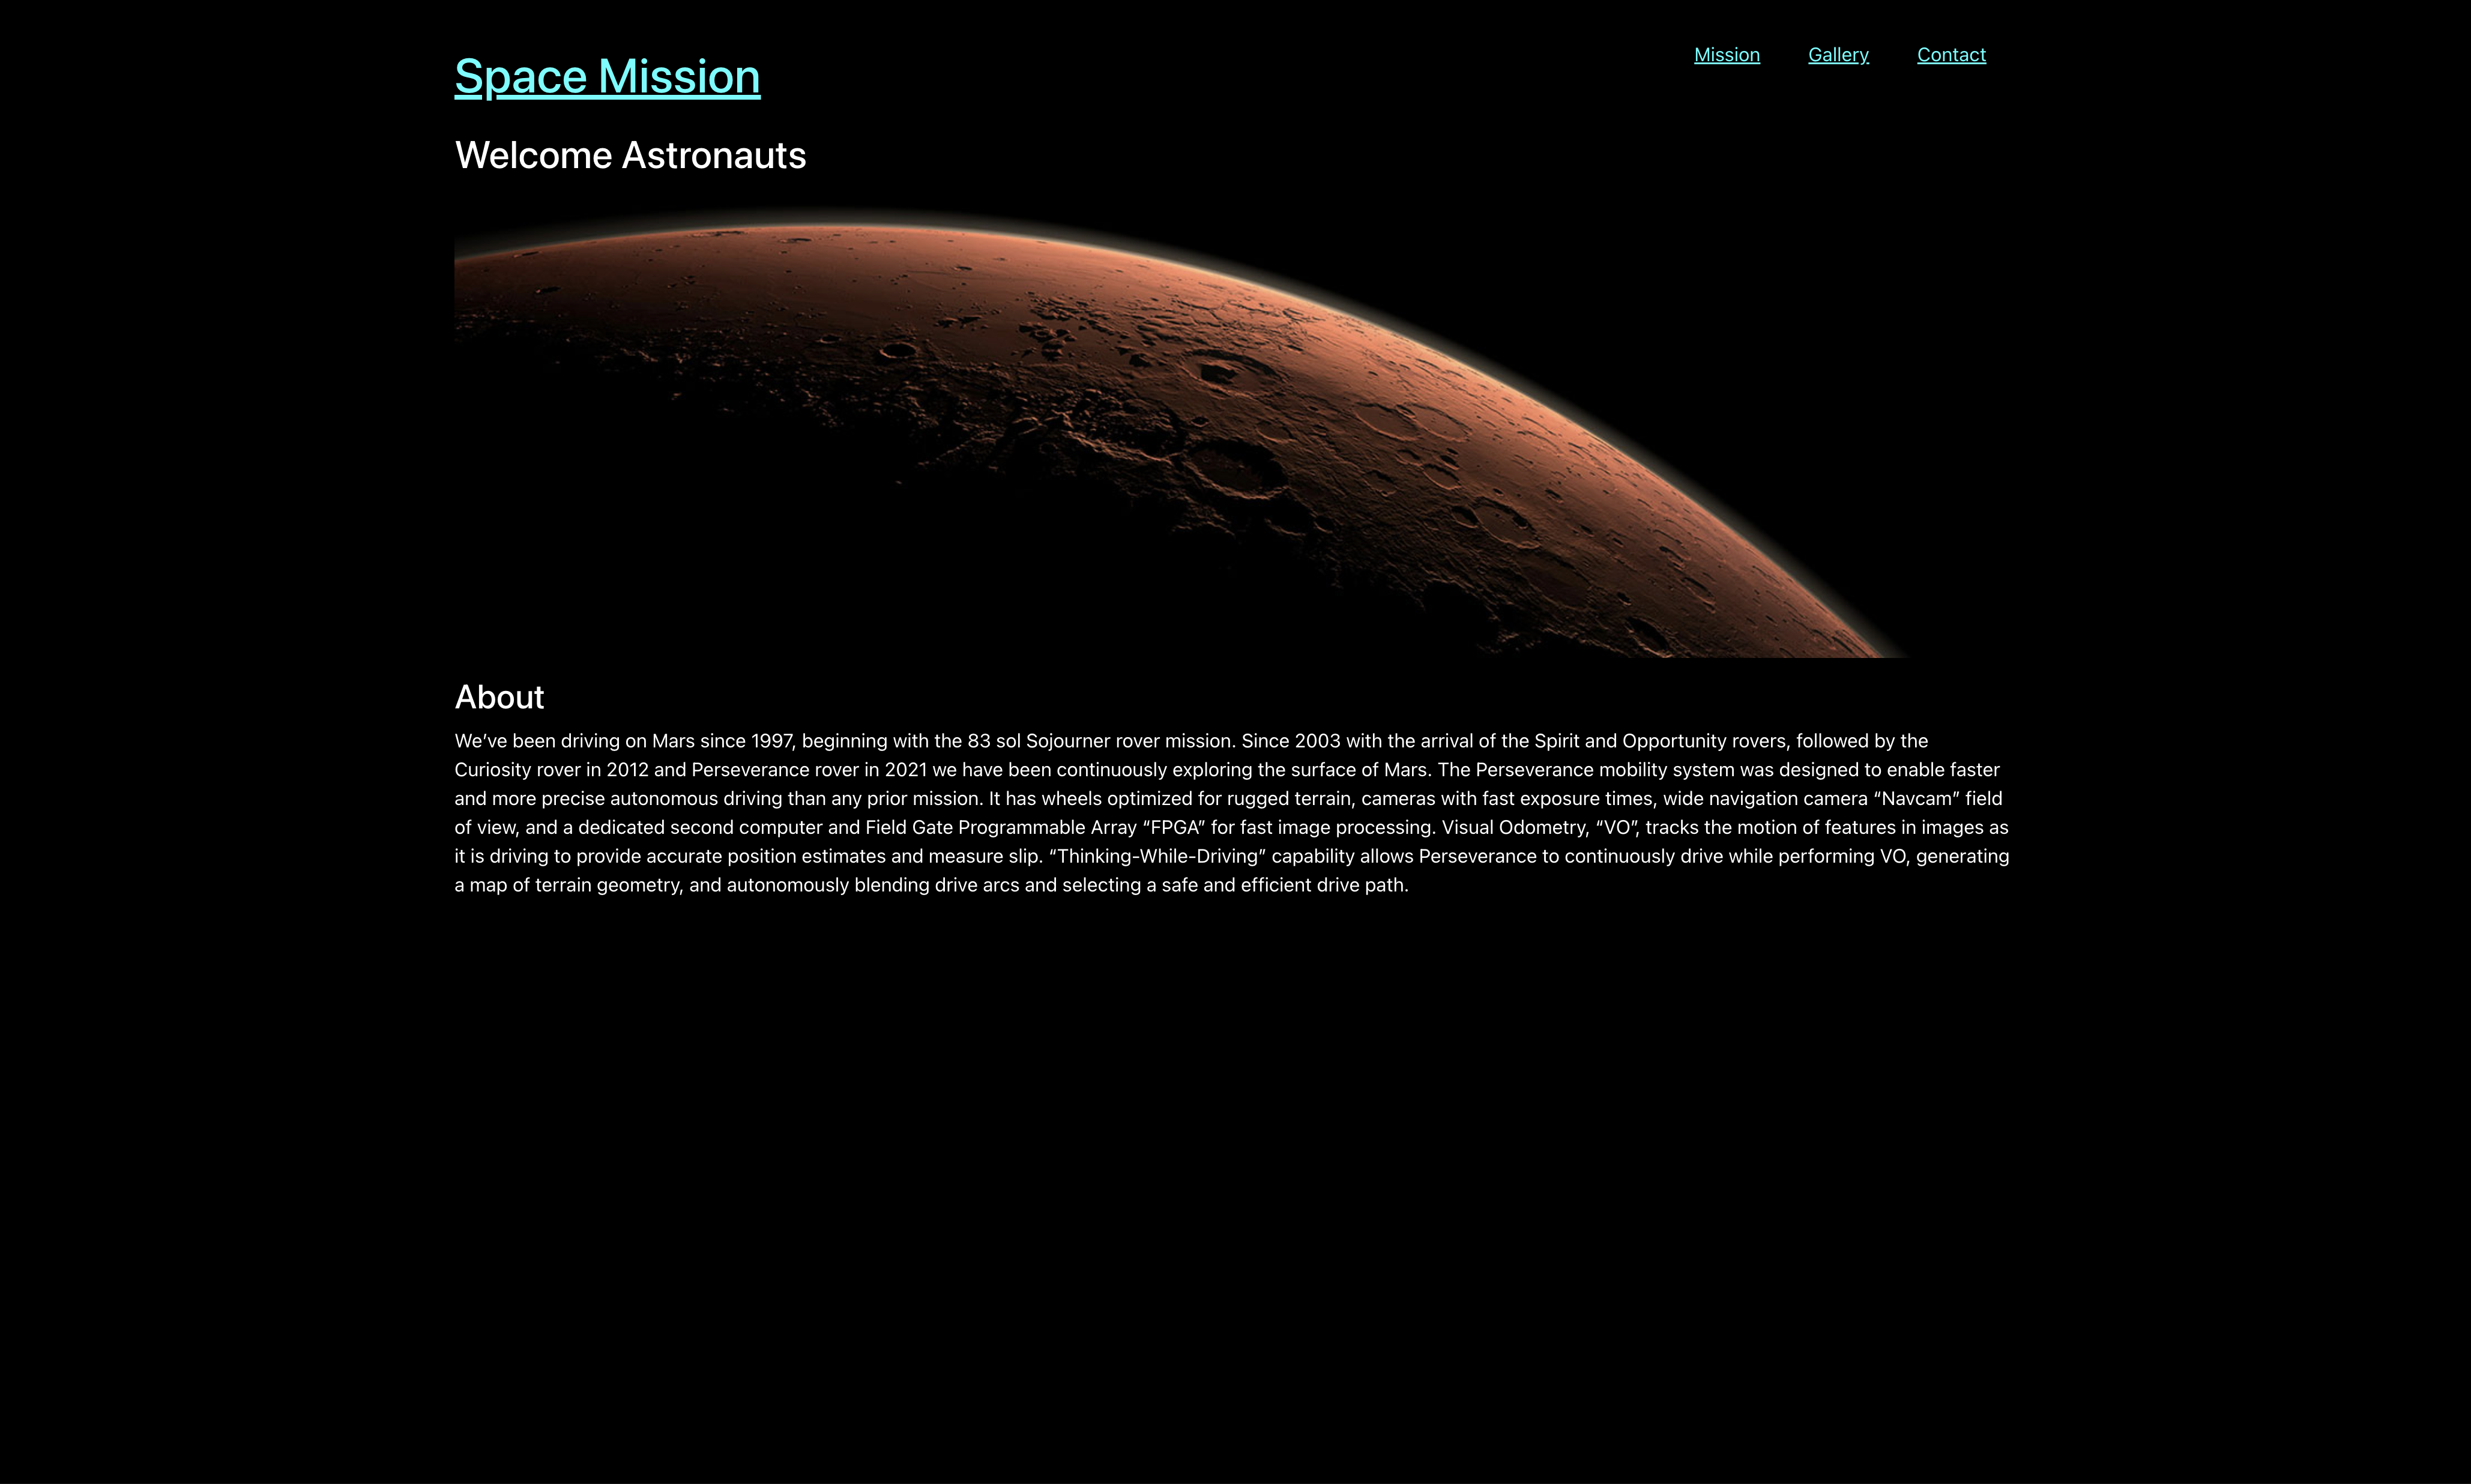 Space Mission
Mission Gallery Contact
Welcome Astronauts
About
We’ve been driving on Mars since 1997, beginning with the 83 sol Sojourner rover mission. Since 2003 with the arrival of the Spirit and Opportunity rovers, followed by the
Curiosity rover in 2012 and Perseverance rover in 2021 we have been continuously exploring the surface of Mars. The Perseverance mobility system was designed to enable faster
and more precise autonomous driving than any prior mission. It has wheels optimized for rugged terrain, cameras with fast exposure times, wide navigation camera “Navcam” field
of view, and a dedicated second computer and Field Gate Programmable Array “FPGA” for fast image processing. Visual Odometry, “VO”, tracks the motion of features in images as
it is driving to provide accurate position estimates and measure slip. “Thinking-While-Driving” capability allows Perseverance to continuously drive while performing VO, generating
a map of terrain geometry, and autonomously blending drive arcs and selecting a safe and efficient drive path.